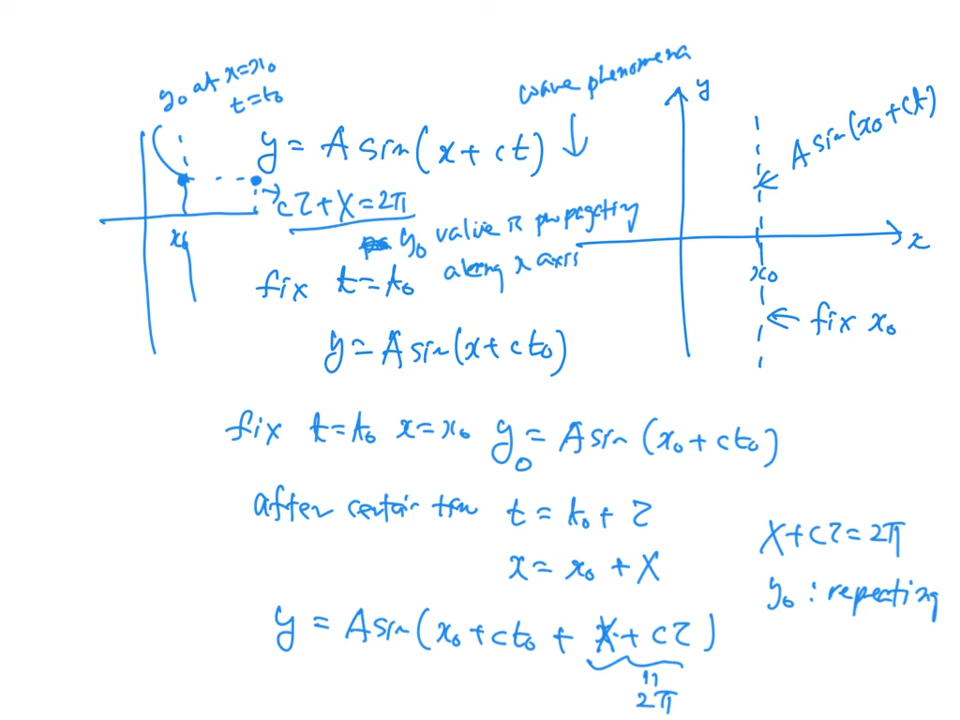 y₀ at x=x₀
t=t₀
wave phenomena
y
y = A sin(x + ct)
A sin(x₀ + ct)
cτ + X = 2π
y₀ value is propagating
along x axis
x₀
x
x₀
fix t = t₀
fix x₀
y = A sin(x + ct₀)
fix t = t₀ x = x₀ y₀ = A sin(x₀ + ct₀)
after certain t = t₀ + τ
x = x₀ + X
X + cτ = 2π
y₀ : repeating
y = A sin(x₀ + ct₀ + X + cτ)
2π